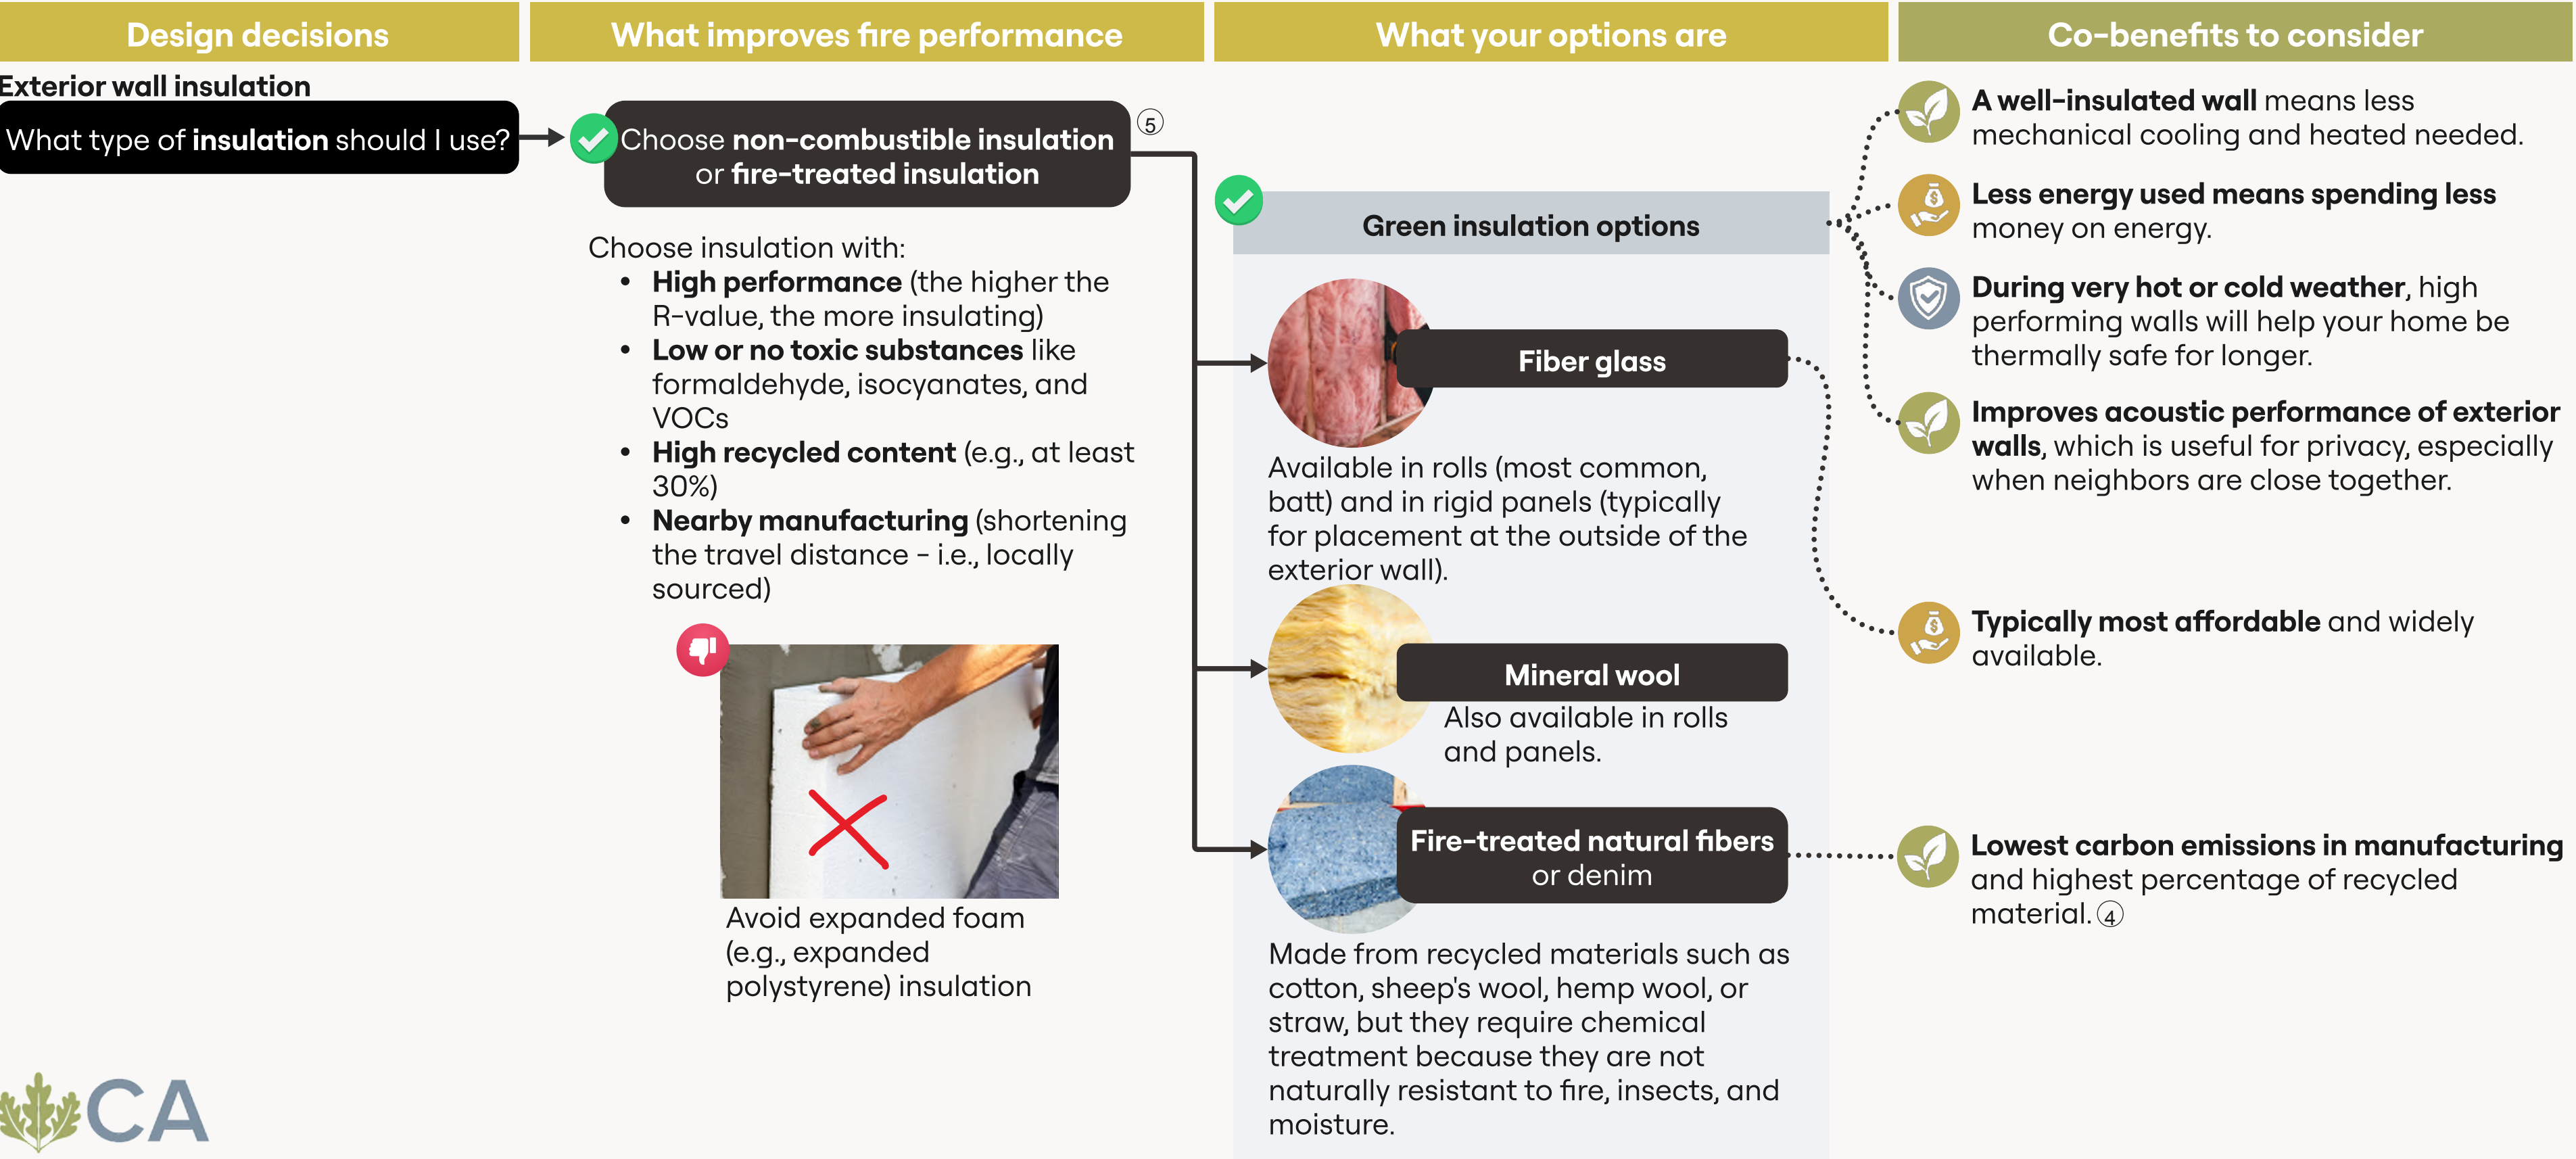 Design decisions
What improves fire performance
What your options are
Co-benefits to consider
Exterior wall insulation
What type of insulation should I use?
Choose non-combustible insulation
or fire-treated insulation
5
Choose insulation with:
• High performance (the higher the
R-value, the more insulating)
• Low or no toxic substances like
formaldehyde, isocyanates, and
VOCs
• High recycled content (e.g., at least
30%)
• Nearby manufacturing (shortening
the travel distance - i.e., locally
sourced)
Avoid expanded foam
(e.g., expanded
polystyrene) insulation
Green insulation options
Fiber glass
Available in rolls (most common,
batt) and in rigid panels (typically
for placement at the outside of the
exterior wall).
Mineral wool
Also available in rolls
and panels.
Fire-treated natural fibers
or denim
Made from recycled materials such as
cotton, sheep's wool, hemp wool, or
straw, but they require chemical
treatment because they are not
naturally resistant to fire, insects, and
moisture.
A well-insulated wall means less
mechanical cooling and heated needed.
Less energy used means spending less
money on energy.
During very hot or cold weather, high
performing walls will help your home be
thermally safe for longer.
Improves acoustic performance of exterior
walls, which is useful for privacy, especially
when neighbors are close together.
Typically most affordable and widely
available.
Lowest carbon emissions in manufacturing
and highest percentage of recycled
material. 4
CA